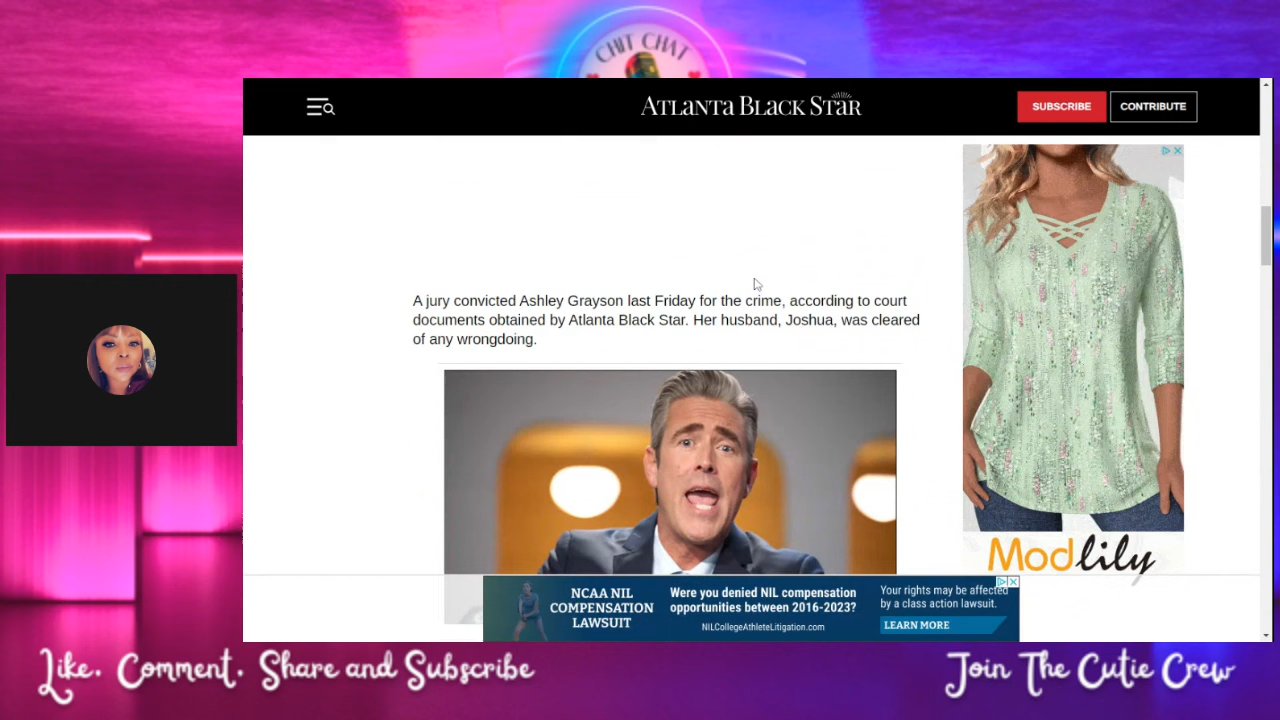 CHIT CHAT
ATLANTA BLACK STAR
SUBSCRIBE
CONTRIBUTE
A jury convicted Ashley Grayson last Friday for the crime, according to court
documents obtained by Atlanta Black Star. Her husband, Joshua, was cleared
of any wrongdoing.
Modlily
NCAA NIL
COMPENSATION
LAWSUIT
Were you denied NIL compensation
opportunities between 2016-2023?
NILCollegeAthleteLitigation.com
Your rights may be affected
by a class action lawsuit.
LEARN MORE
Like. Comment. Share and Subscribe
Join The Cutie Crew